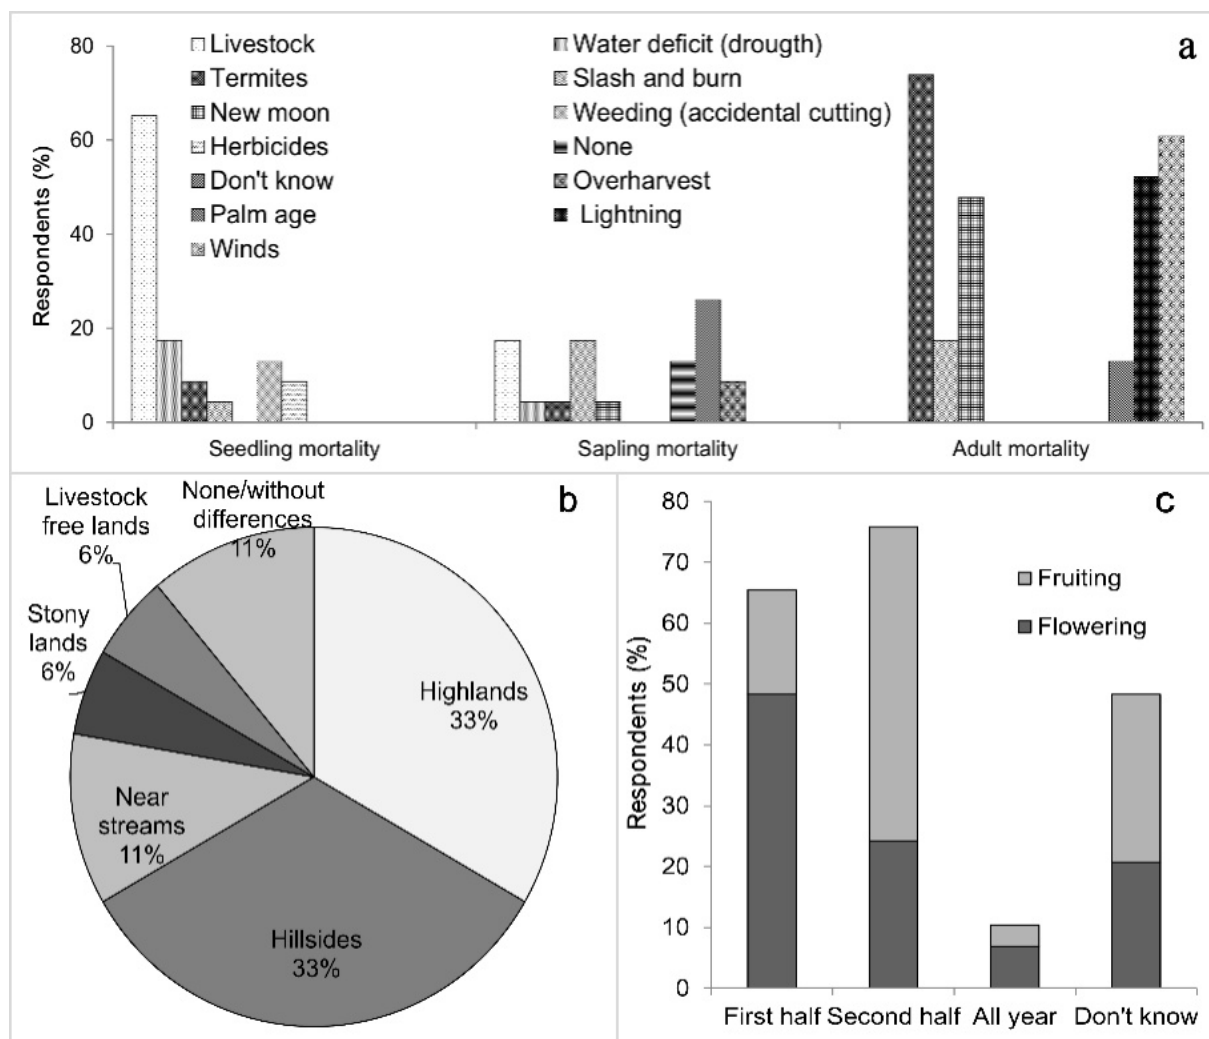 a
80
60
40
20
0
Respondents (%)
Livestock
Water deficit (drougth)
Termites
Slash and burn
New moon
Weeding (accidental cutting)
Herbicides
None
Don't know
Overharvest
Palm age
Lightning
Winds
Seedling mortality
Sapling mortality
Adult mortality
b
None/without
differences
11%
Livestock
free lands
6%
Stony
lands
6%
Highlands
33%
Near
streams
11%
Hillsides
33%
c
80
70
60
50
40
30
20
10
0
Respondents (%)
Fruiting
Flowering
First half
Second half
All year
Don't know